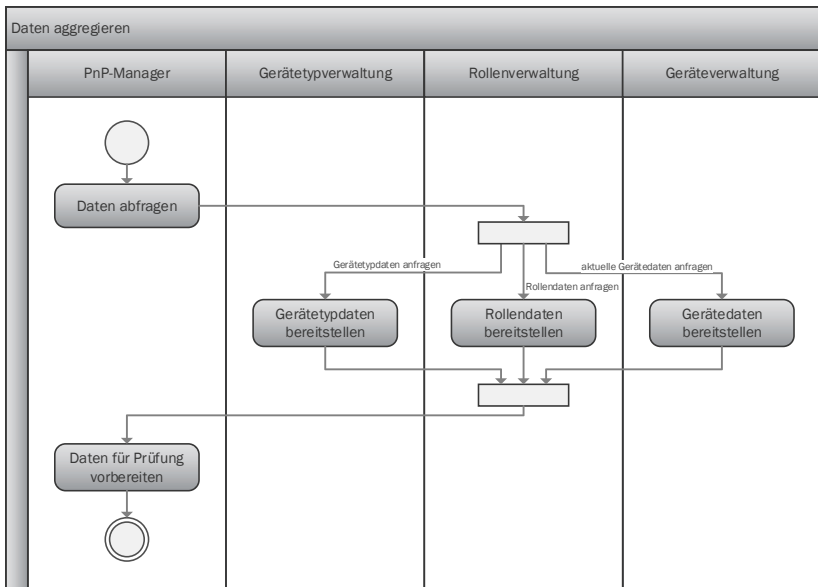 Daten aggregieren
PnP-Manager
Gerätetypverwaltung
Rollenverwaltung
Geräteverwaltung
Daten abfragen
Gerätetypdaten anfragen
aktuelle Gerätedaten anfragen
Rollendaten anfragen
Gerätetypdaten
bereitstellen
Rollendaten
bereitstellen
Gerätedaten
bereitstellen
Daten für Prüfung
vorbereiten